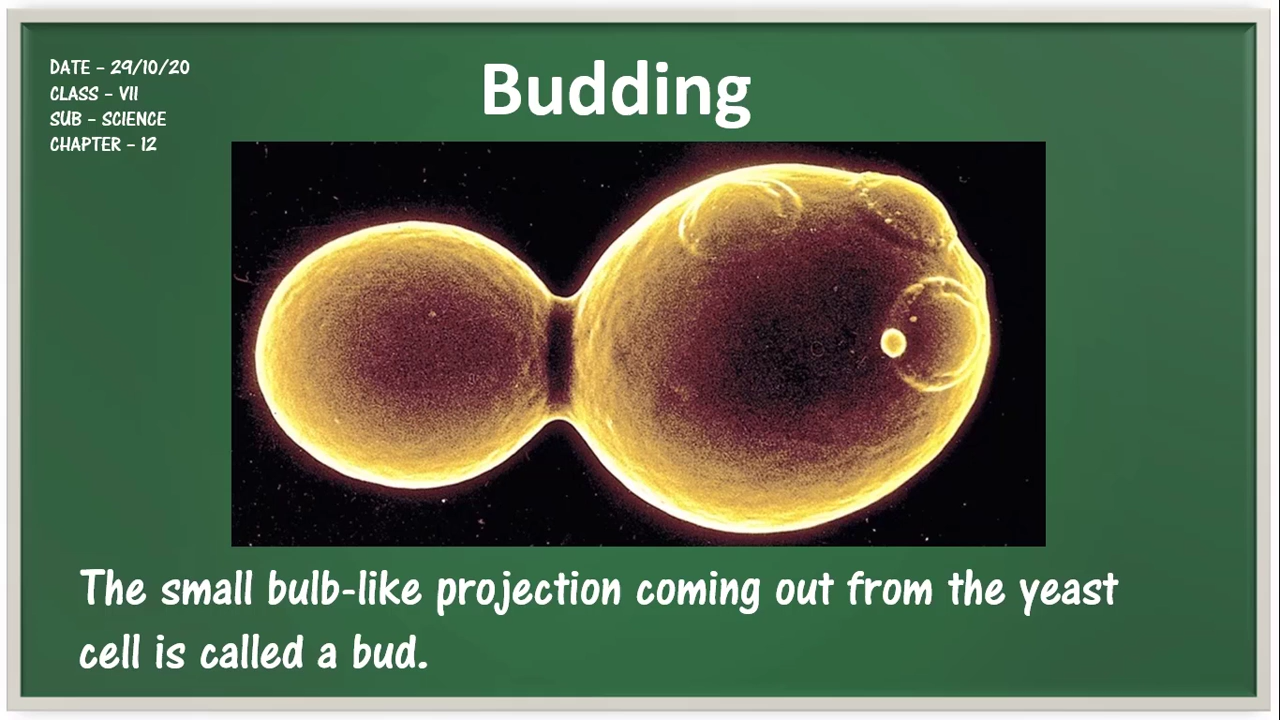 DATE – 29/10/20
CLASS – VII
SUB – SCIENCE
CHAPTER – 12
Budding
The small bulb-like projection coming out from the yeast
cell is called a bud.